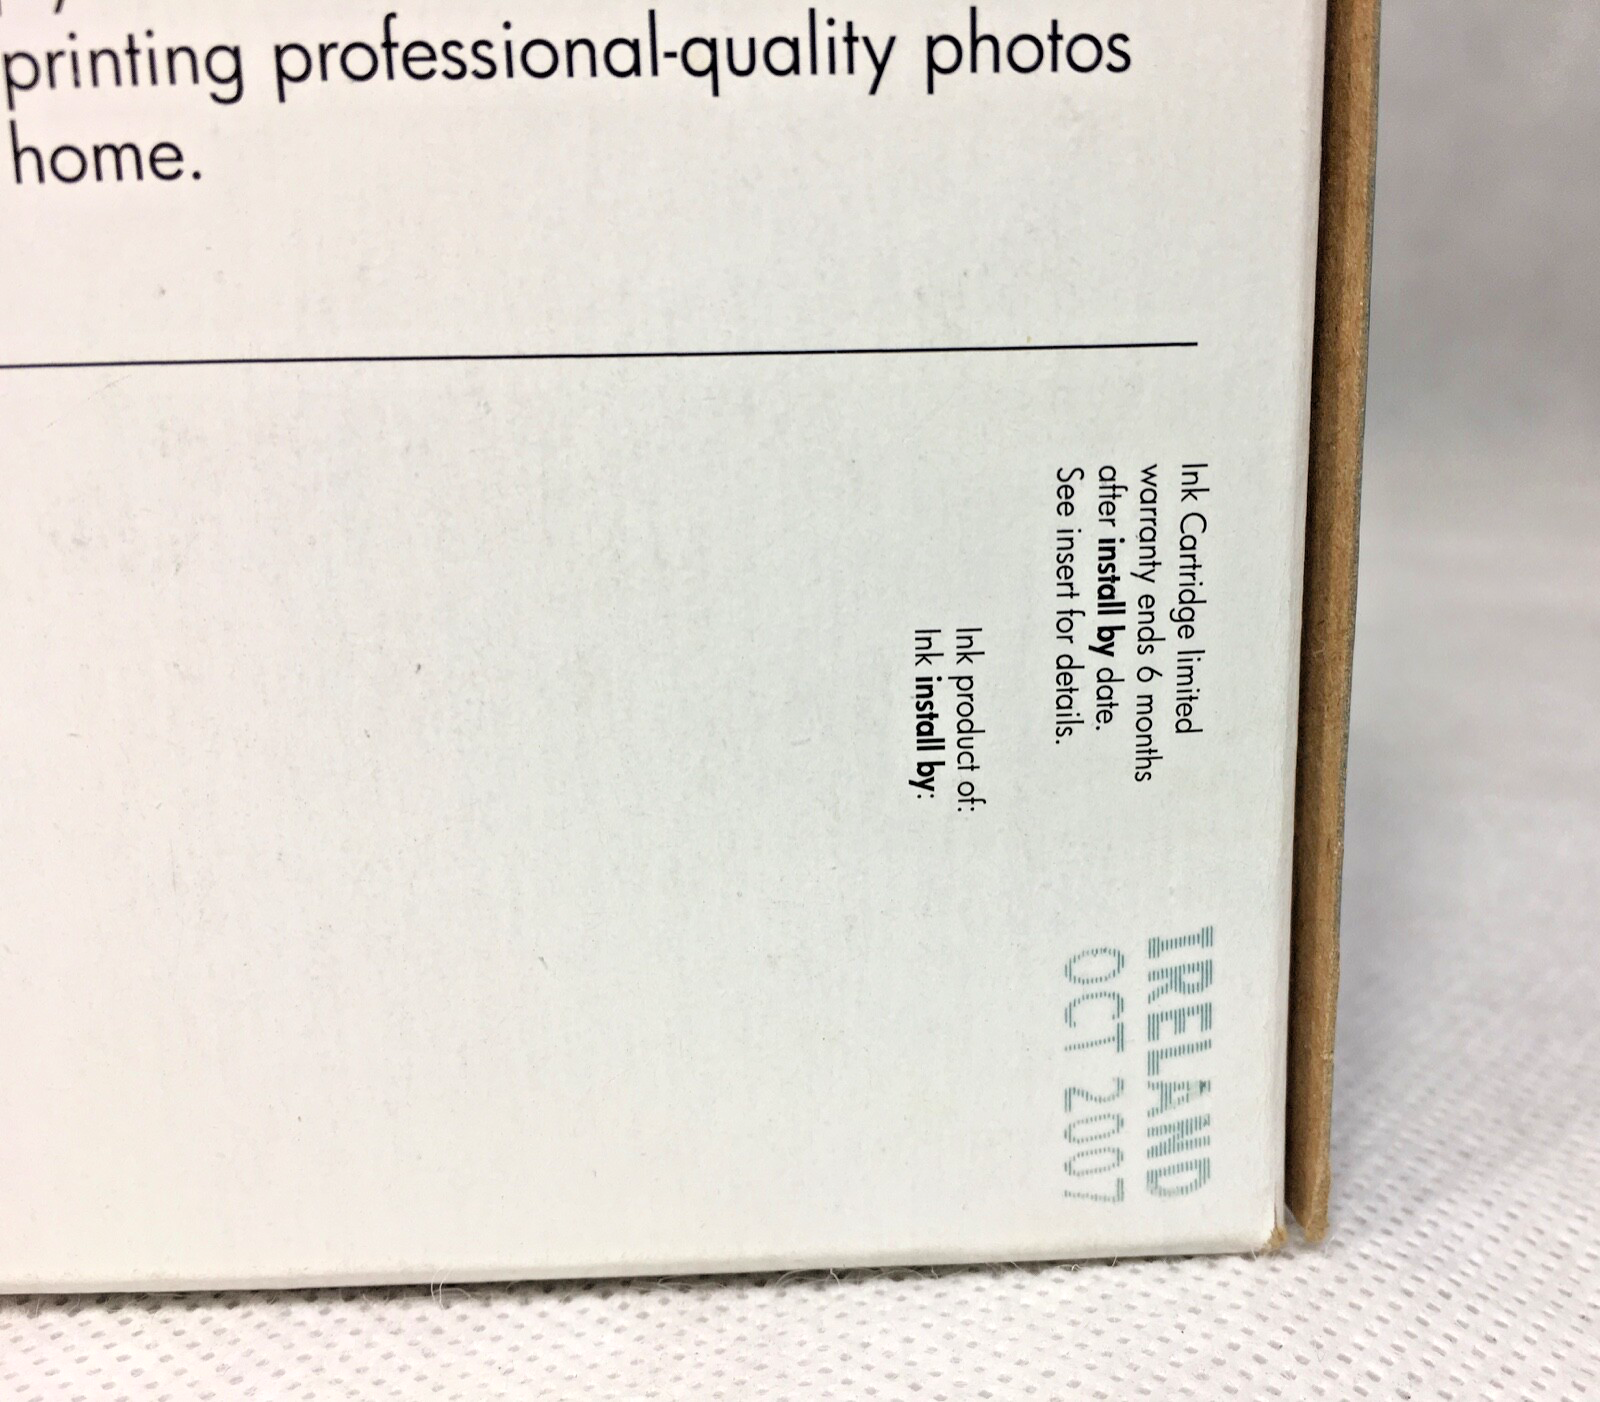 printing professional-quality photos
home.
Ink Cartridge limited
warranty ends 6 months
after install by date.
See insert for details.
Ink product of:
Ink install by:
IRELAND
OCT 2007